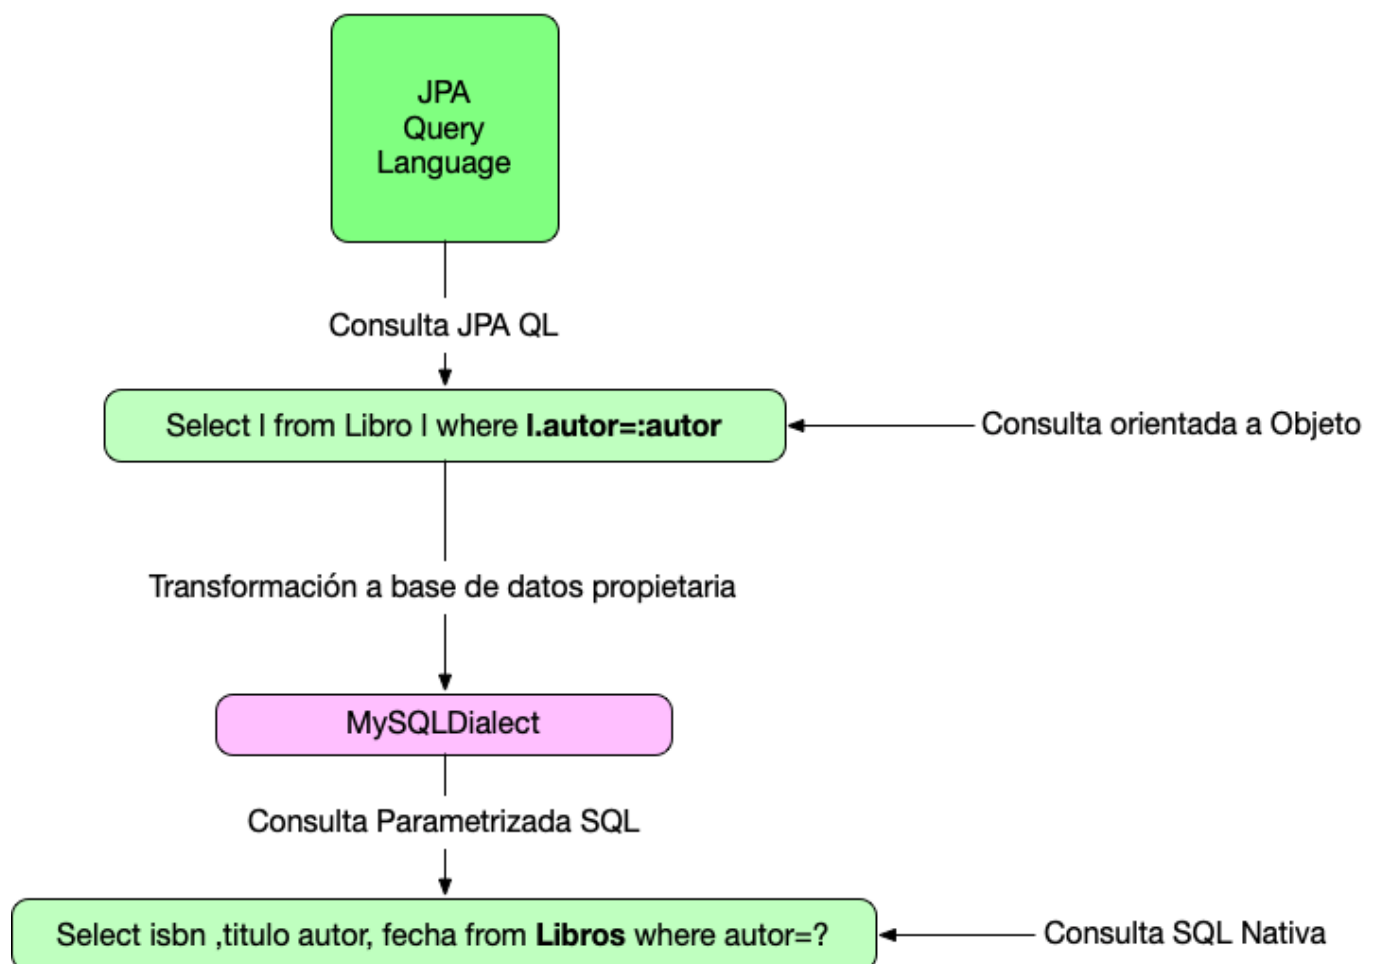 JPA
Query
Language
Consulta JPA QL
Select l from Libro l where l.autor=:autor
Consulta orientada a Objeto
Transformación a base de datos propietaria
MySQLDialect
Consulta Parametrizada SQL
Select isbn ,titulo autor, fecha from Libros where autor=?
Consulta SQL Nativa